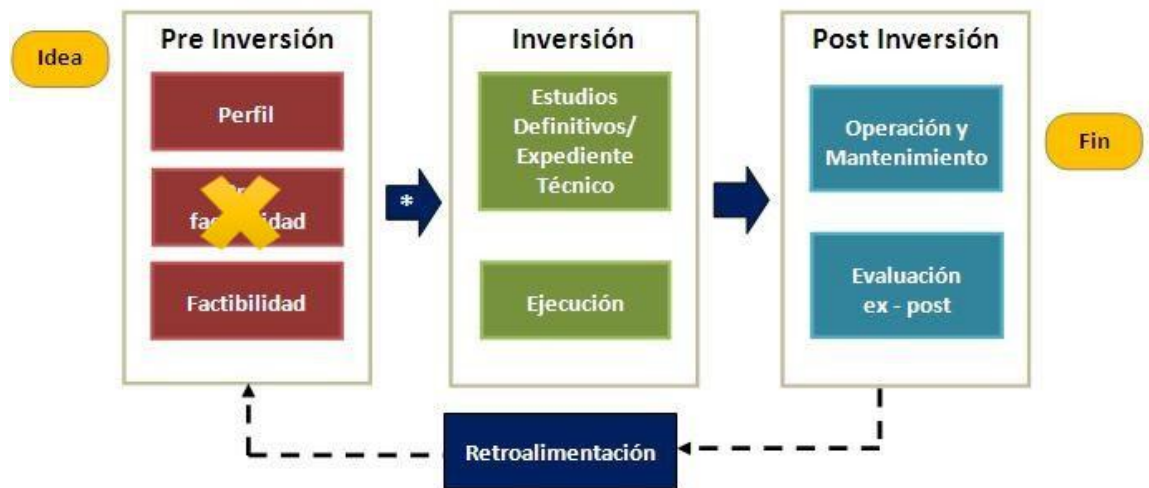 Idea
Pre Inversión
Perfil
Factibilidad
*
Inversión
Estudios
Definitivos/
Expediente
Técnico
Ejecución
Post Inversión
Operación y
Mantenimiento
Evaluación
ex - post
Fin
Retroalimentación